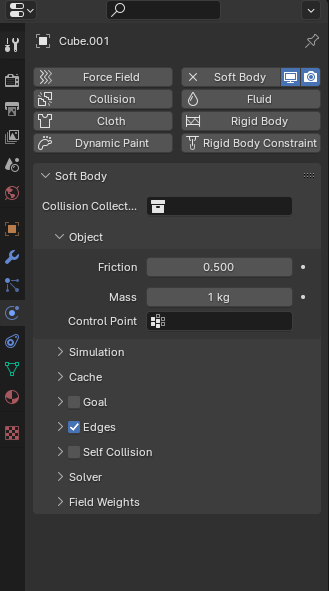 Cube.001
Force Field
Soft Body
Collision
Fluid
Cloth
Rigid Body
Dynamic Paint
Rigid Body Constraint
Soft Body
Collision Collect...
Object
Friction
0.500
Mass
1 kg
Control Point
Simulation
Cache
Goal
Edges
Self Collision
Solver
Field Weights